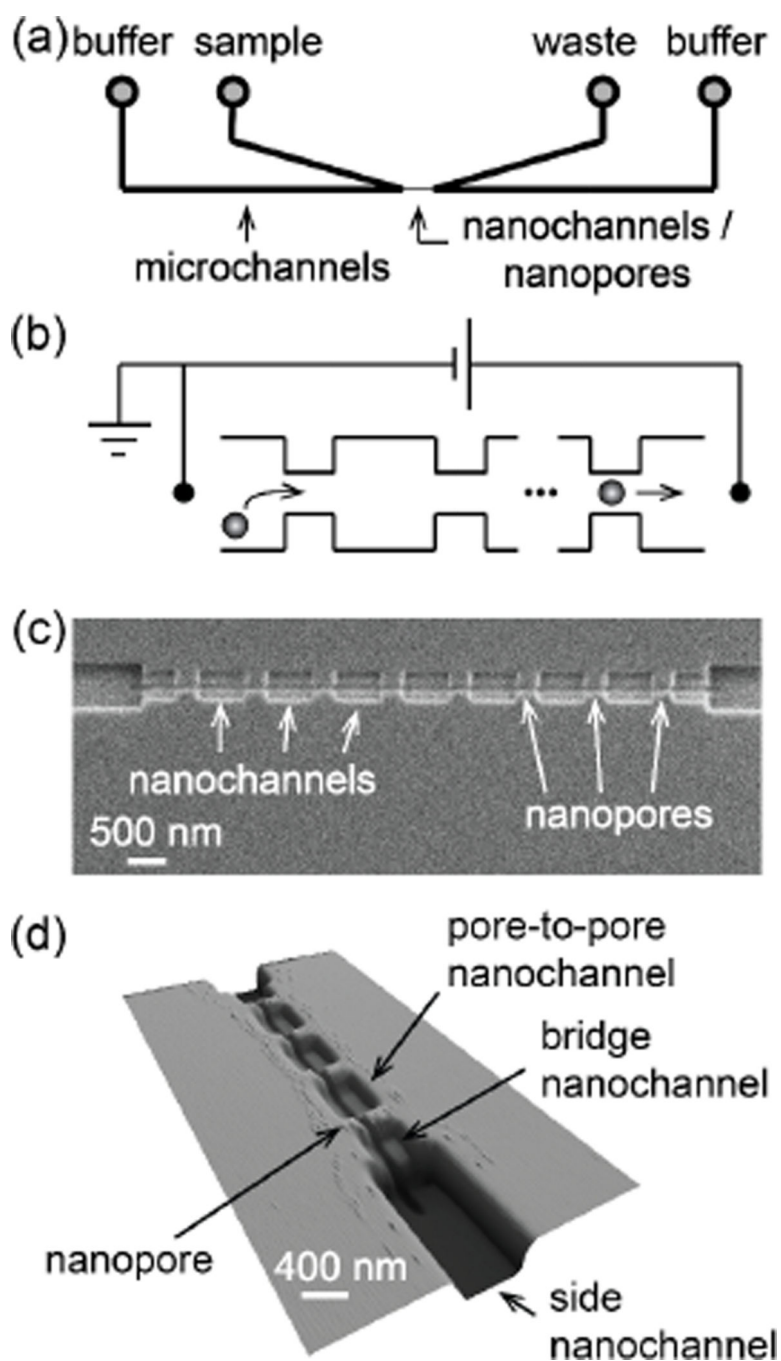 (a) buffer sample waste buffer
microchannels
nanochannels /
nanopores
(b)
•••
(c)
nanochannels
nanopores
500 nm
(d)
pore-to-pore
nanochannel
bridge
nanochannel
nanopore
400 nm
side
nanochannel